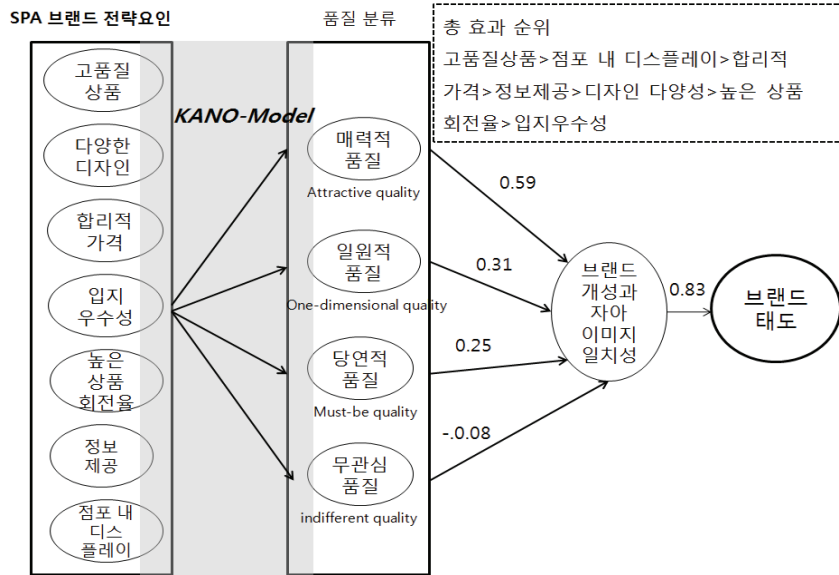 SPA 브랜드 전략요인
품질 분류
총 효과 순위
고품질상품>점포 내 디스플레이>합리적
가격>정보제공>디자인 다양성>높은 상품
회전율>입지우수성
고품질
상품
다양한
디자인
합리적
가격
입지
우수성
높은
상품
회전율
정보
제공
점포 내
디스
플레이
KANO-Model
매력적
품질
Attractive quality
일원적
품질
One-dimensional quality
당연적
품질
Must-be quality
무관심
품질
indifferent quality
0.59
0.31
0.25
-.0.08
브랜드
개성과
자아
이미지
일치성
0.83
브랜드
태도